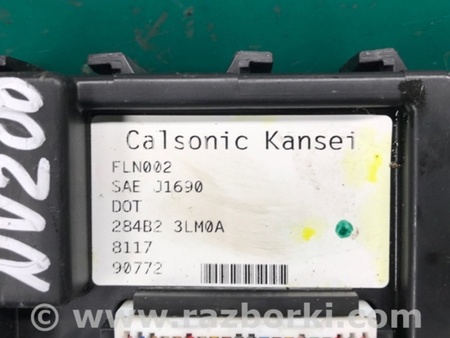 NV200
Calsonic Kansei
FLN002
SAE J1690
DOT
284B2 3LM0A
8117
90772
© www.razborki.com